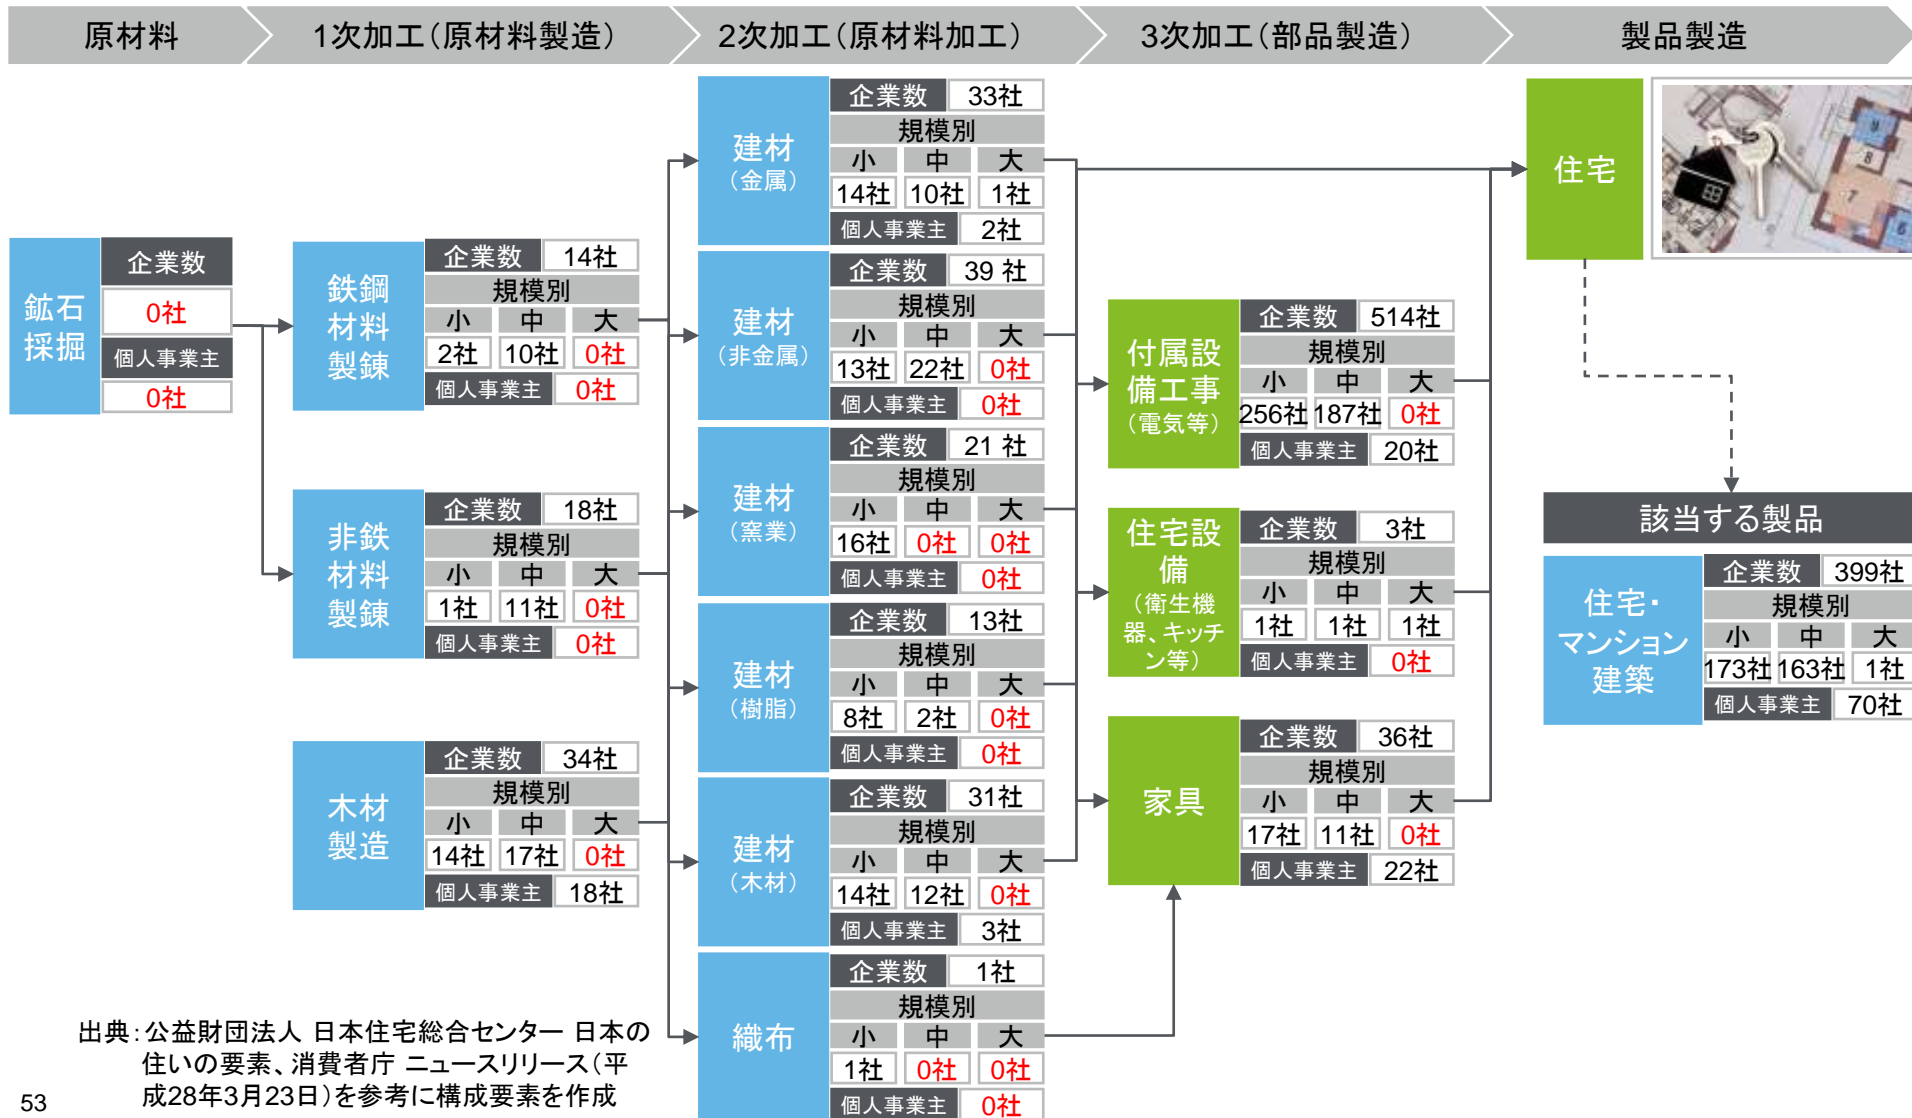 原材料
1次加工（原材料製造）
2次加工（原材料加工）
3次加工（部品製造）
製品製造
鉱石
採掘
企業数
0社
個人事業主
0社
鉄鋼
材料
製錬
企業数 14社
規模別
小 中 大
2社 10社 0社
個人事業主 0社
非鉄
材料
製錬
企業数 18社
規模別
小 中 大
1社 11社 0社
個人事業主 0社
木材
製造
企業数 34社
規模別
小 中 大
14社 17社 0社
個人事業主 18社
建材
（金属）
企業数 33社
規模別
小 中 大
14社 10社 1社
個人事業主 2社
建材
（非金属）
企業数 39 社
規模別
小 中 大
13社 22社 0社
個人事業主 0社
建材
（窯業）
企業数 21 社
規模別
小 中 大
16社 0社 0社
個人事業主 0社
建材
（樹脂）
企業数 13社
規模別
小 中 大
8社 2社 0社
個人事業主 0社
建材
（木材）
企業数 31社
規模別
小 中 大
14社 12社 0社
個人事業主 3社
織布
企業数 1社
規模別
小 中 大
1社 0社 0社
個人事業主 0社
付属設
備工事
（電気等）
企業数 514社
規模別
小 中 大
256社 187社 0社
個人事業主 20社
住宅設
備
（衛生機
器、キッチ
ン等）
企業数 3社
規模別
小 中 大
1社 1社 1社
個人事業主 0社
家具
企業数 36社
規模別
小 中 大
17社 11社 0社
個人事業主 22社
住宅
9
8
7
6
該当する製品
住宅・
マンション
建築
企業数 399社
規模別
小 中 大
173社 163社 1社
個人事業主 70社
出典：公益財団法人 日本住宅総合センター 日本の
住いの要素、消費者庁 ニュースリリース（平
成28年3月23日）を参考に構成要素を作成
53